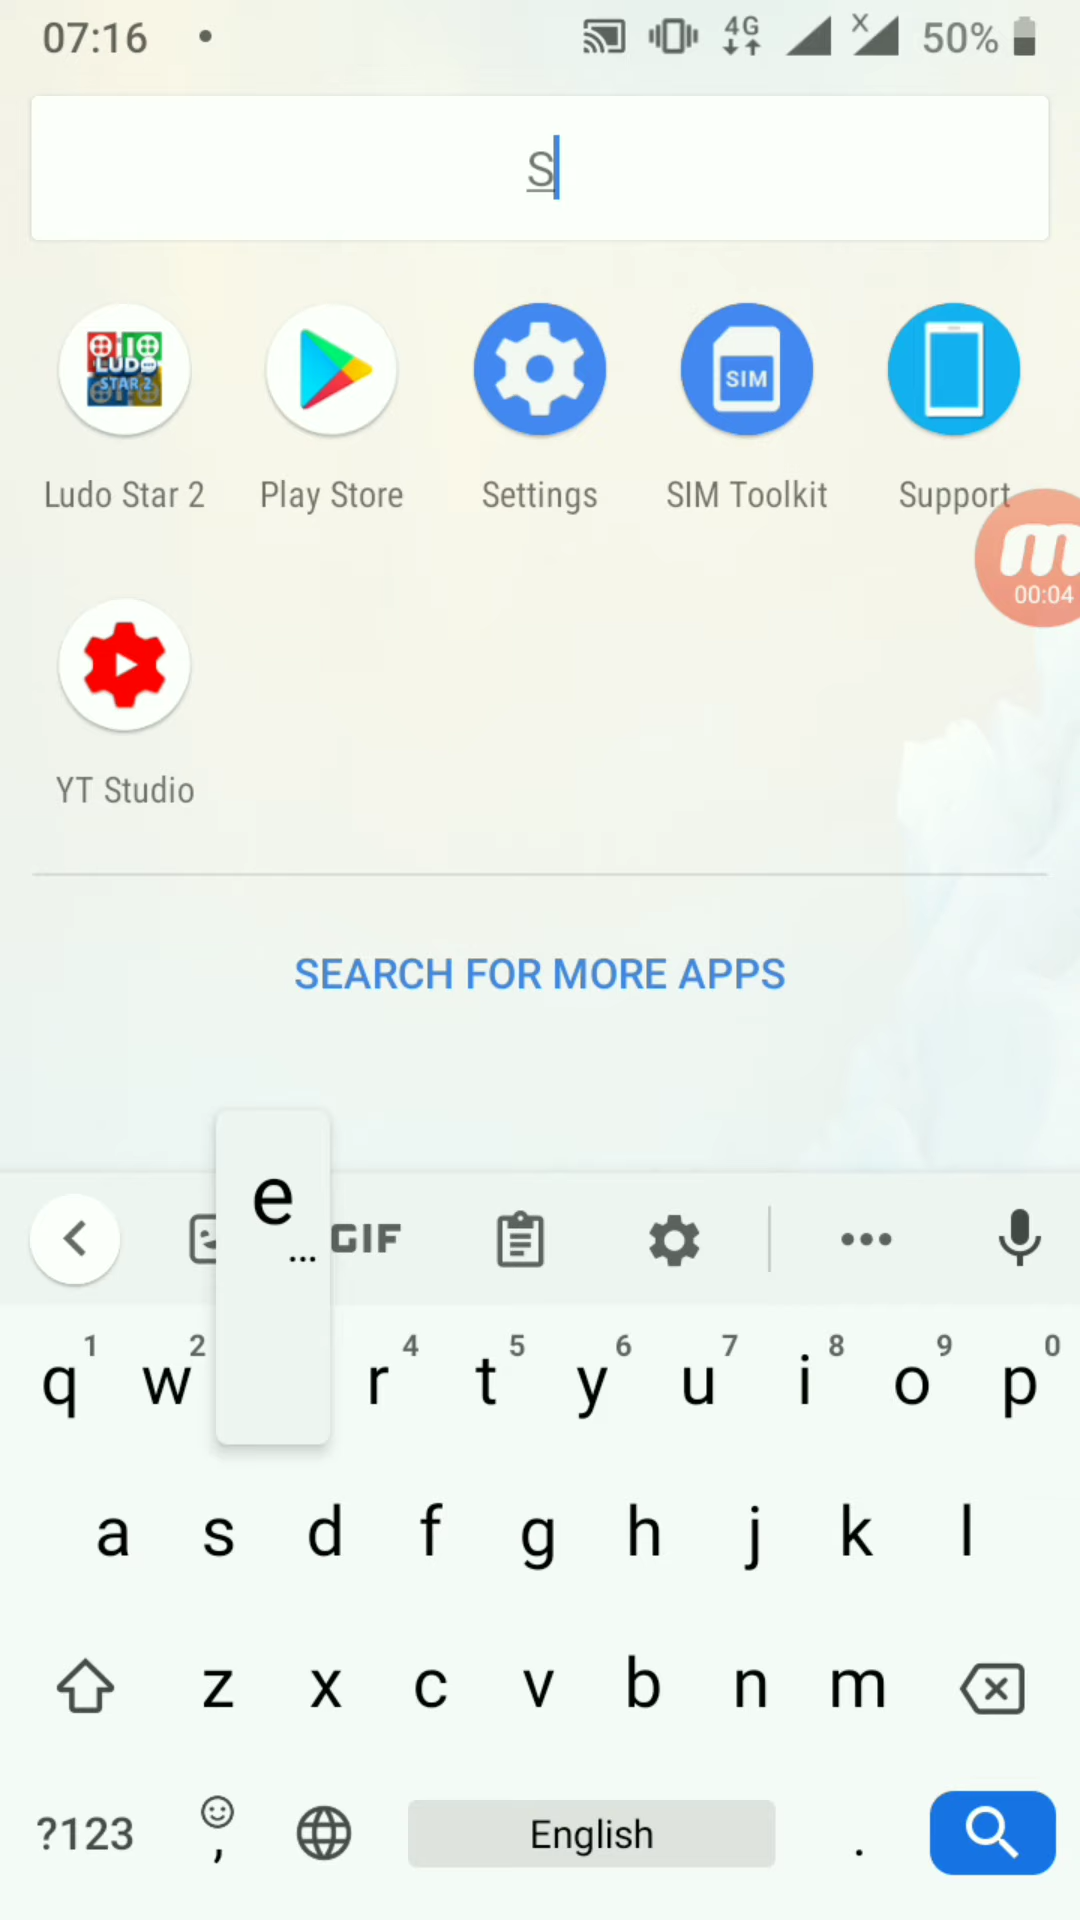 07:16 4G X 50%
S
LUDO
STAR 2
SIM
Ludo Star 2 Play Store Settings SIM Toolkit Support
m
00:04
YT Studio
SEARCH FOR MORE APPS
e
...
GIF
1 2 4 5 6 7 8 9 0
q w r t y u i o p
a s d f g h j k l
z x c v b n m
?123 , English .